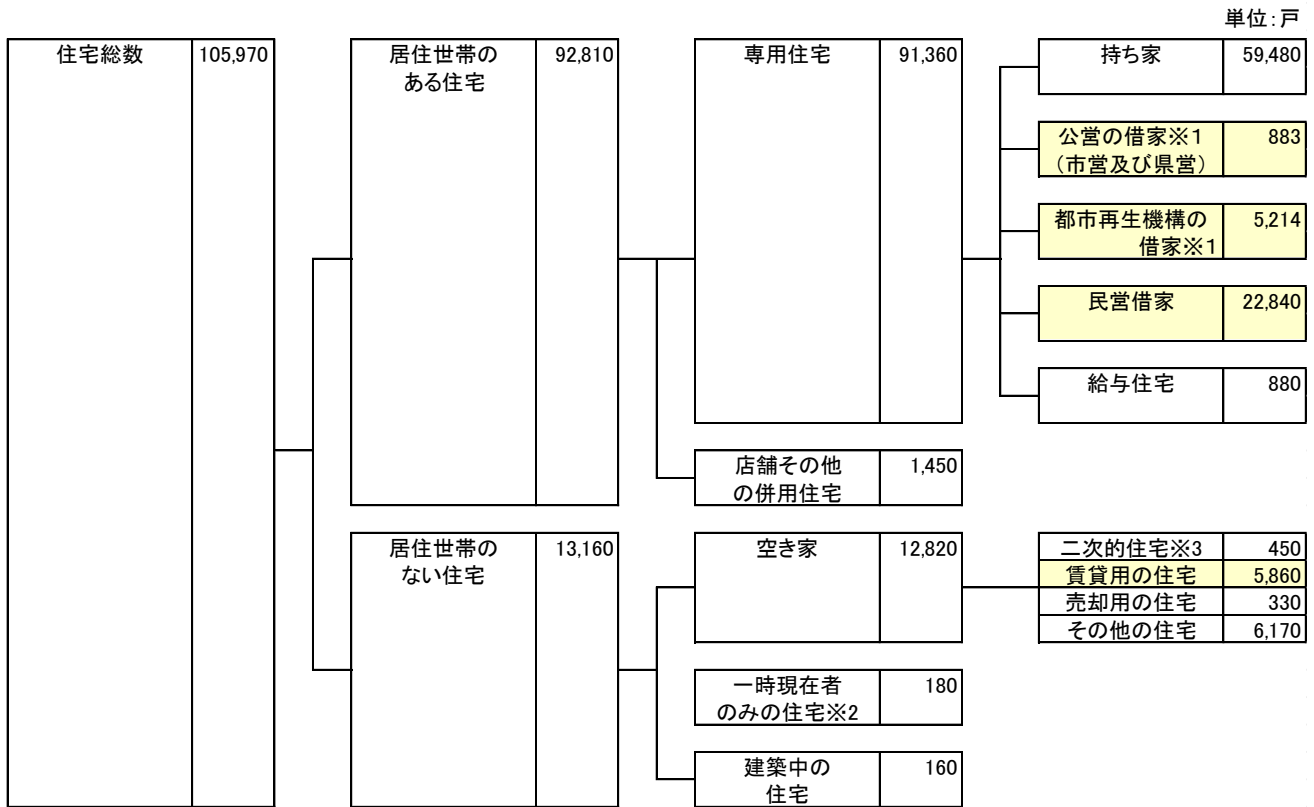 単位:戸
住宅総数 105,970
居住世帯の 92,810
ある住宅
専用住宅 91,360
持ち家 59,480
公営の借家※1 883
(市営及び県営)
都市再生機構の 5,214
借家※1
民営借家 22,840
給与住宅 880
店舗その他 1,450
の併用住宅
居住世帯の 13,160
ない住宅
空き家 12,820
二次的住宅※3 450
賃貸用の住宅 5,860
売却用の住宅 330
その他の住宅 6,170
一時現在者 180
のみの住宅※2
建築中の 160
住宅